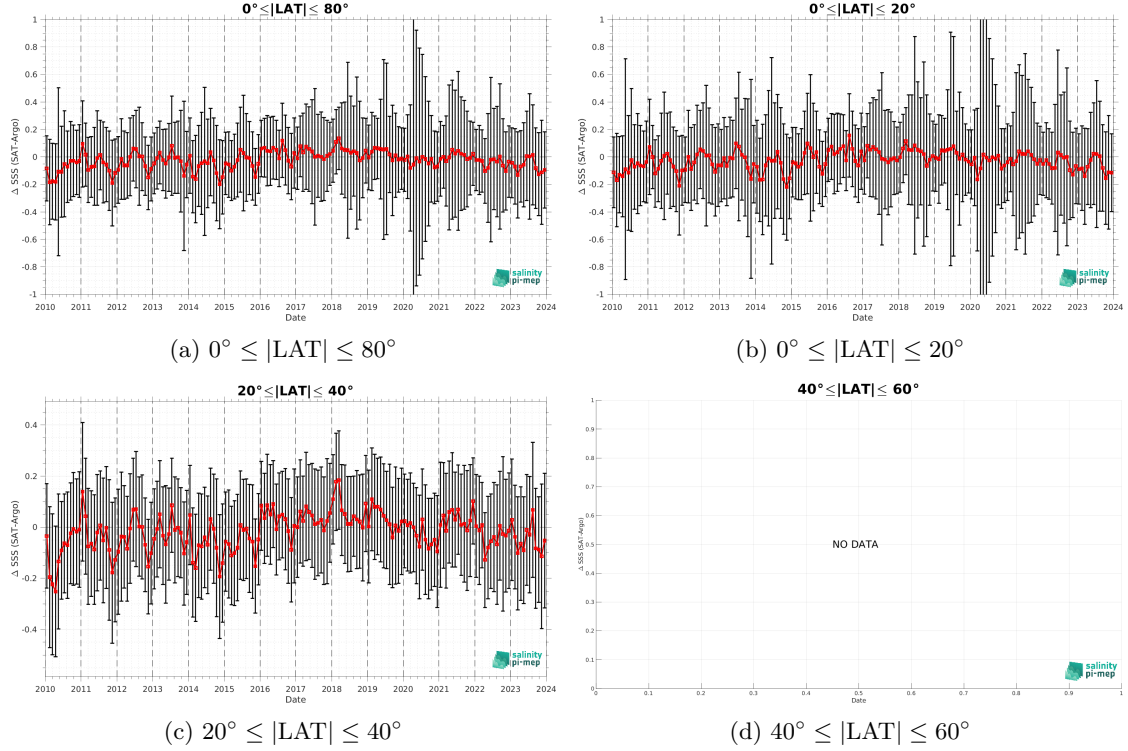 0°≤|LAT|≤ 80°
Δ SSS (SAT-Argo)
1
0.8
0.6
0.4
0.2
0
-0.2
-0.4
-0.6
-0.8
-1
2010 2011 2012 2013 2014 2015 2016 2017 2018 2019 2020 2021 2022 2023 2024
Date
salinity
pi-mep
(a) 0° ≤ |LAT| ≤ 80°
0°≤|LAT|≤ 20°
Δ SSS (SAT-Argo)
1
0.8
0.6
0.4
0.2
0
-0.2
-0.4
-0.6
-0.8
-1
2010 2011 2012 2013 2014 2015 2016 2017 2018 2019 2020 2021 2022 2023 2024
Date
salinity
pi-mep
(b) 0° ≤ |LAT| ≤ 20°
20°≤|LAT|≤ 40°
Δ SSS (SAT-Argo)
0.4
0.2
0
-0.2
-0.4
2010 2011 2012 2013 2014 2015 2016 2017 2018 2019 2020 2021 2022 2023 2024
Date
salinity
pi-mep
(c) 20° ≤ |LAT| ≤ 40°
40°≤|LAT|≤ 60°
Δ SSS (SAT-Argo)
1
0.9
0.8
0.7
0.6
0.5
0.4
0.3
0.2
0.1
0
NO DATA
0 0.1 0.2 0.3 0.4 0.5 0.6 0.7 0.8 0.9 1
Date
salinity
pi-mep
(d) 40° ≤ |LAT| ≤ 60°